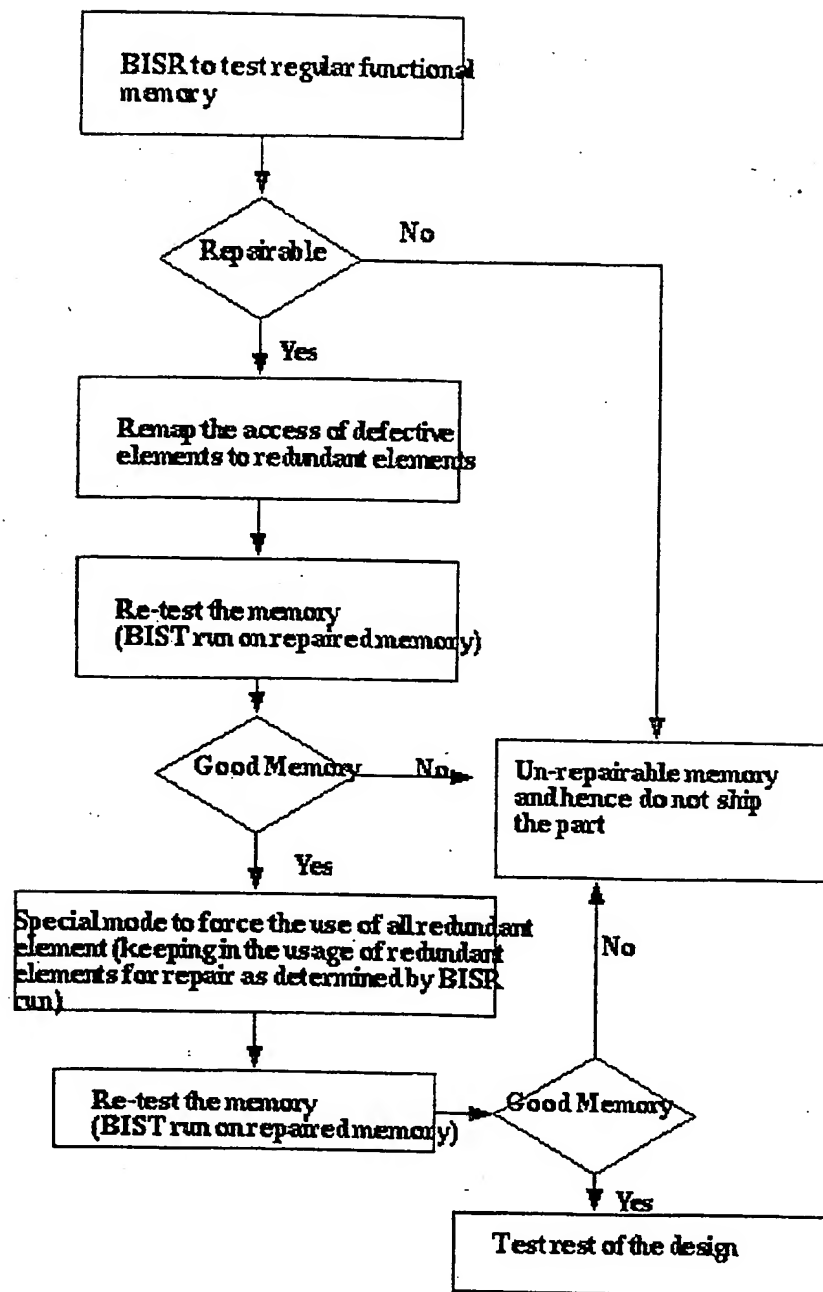 BISR to test regular functional
memory
No
Repairable
Yes
Remap the access of defective
elements to redundant elements
Re-test the memory
(BIST run on repaired memory)
Good Memory
No
Un-repairable memory
and hence do not ship
the part
Yes
Special mode to force the use of all redundant
element (keeping in the usage of redundant
elements for repair as determined by BISR
run)
No
Re-test the memory
(BIST run on repaired memory)
Good Memory
Yes
Test rest of the design